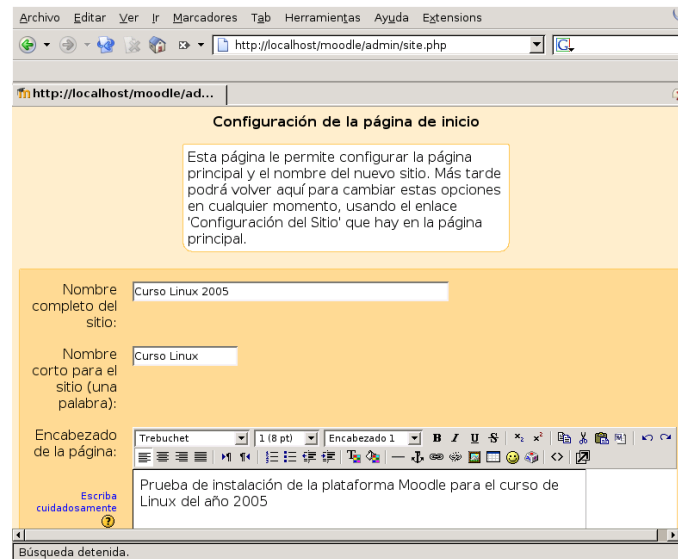 Archivo Editar Ver Ir Marcadores Tab Herramientas Ayuda Extensions
http://localhost/moodle/admin/site.php
http://localhost/moodle/ad...
Configuración de la página de inicio
Esta página le permite configurar la página
principal y el nombre del nuevo sitio. Más tarde
podrá volver aquí para cambiar estas opciones
en cualquier momento, usando el enlace
'Configuración del Sitio' que hay en la página
principal.
Nombre
completo del
sitio:
Curso Linux 2005
Nombre
corto para el
sitio (una
palabra):
Curso Linux
Encabezado
de la página:
Trebuchet 1 (8 pt) Encabezado 1 B I U S x₂ x²
Escriba
cuidadosamente
Prueba de instalación de la plataforma Moodle para el curso de
Linux del año 2005
Búsqueda detenida.